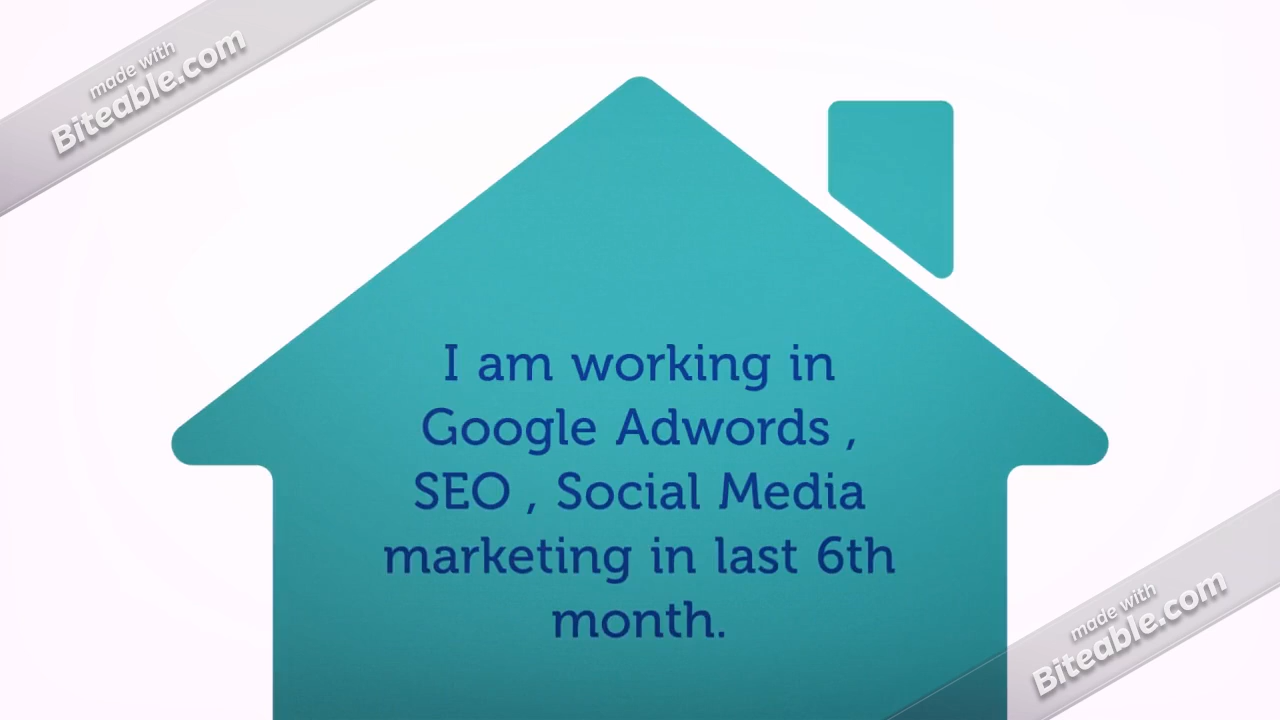 made with
Biteable.com
I am working in
Google Adwords ,
SEO , Social Media
marketing in last 6th
month.
made with
Biteable.com